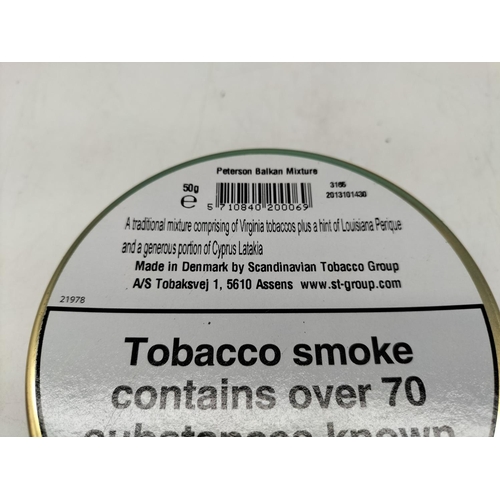 Peterson Balkan Mixture
50g
3165
2013101430
e
5 710840 200069
A traditional mixture comprising of Virginia tobaccos plus a hint of Louisiana Perique
and a generous portion of Cyprus Latakia
Made in Denmark by Scandinavian Tobacco Group
A/S Tobaksvej 1, 5610 Assens www.st-group.com
21978
Tobacco smoke
contains over 70
substances known